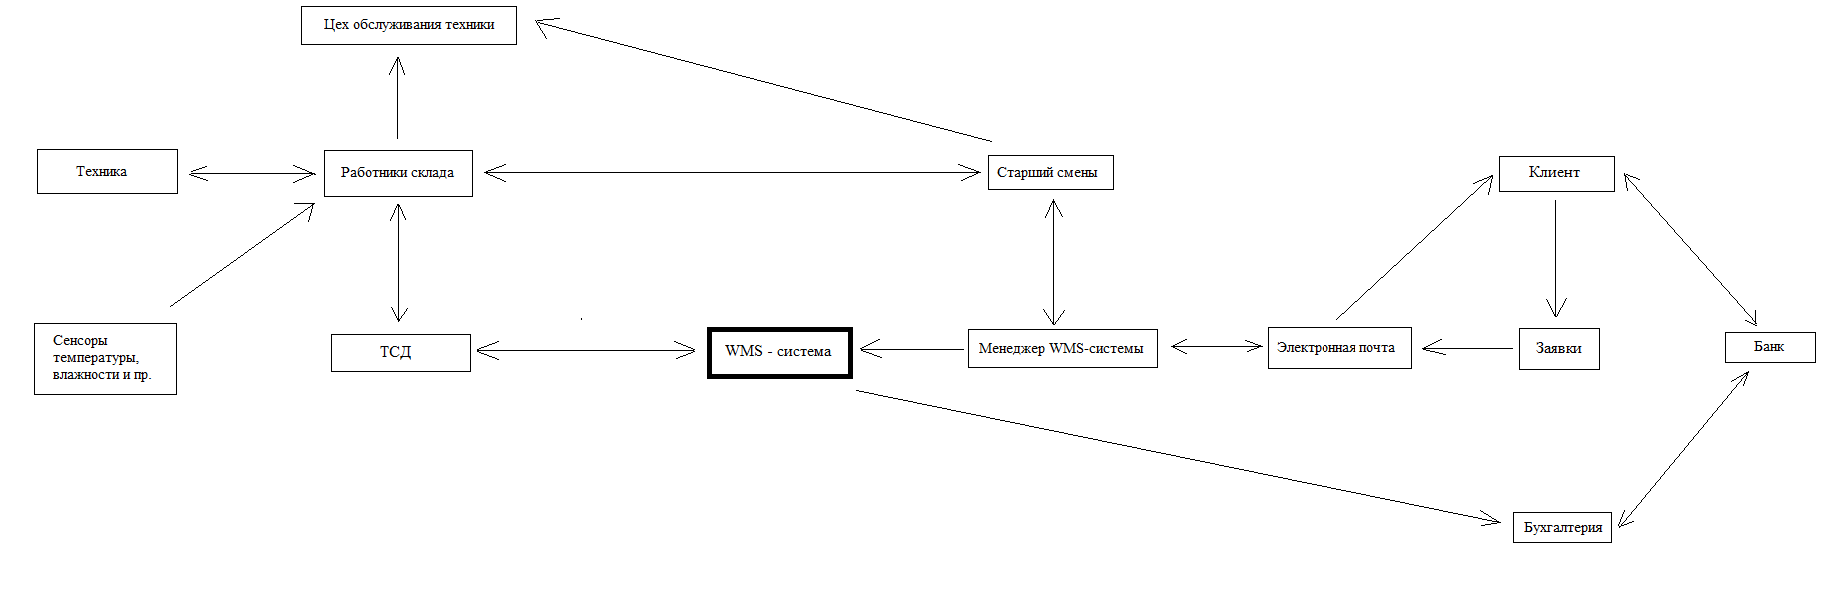 Цех обслуживания техники
Техника
Работники склада
Старший смены
Клиент
Сенсоры
температуры,
влажности и пр.
ТСД
WMS - система
Менеджер WMS-системы
Электронная почта
Заявки
Банк
Бухгалтерия